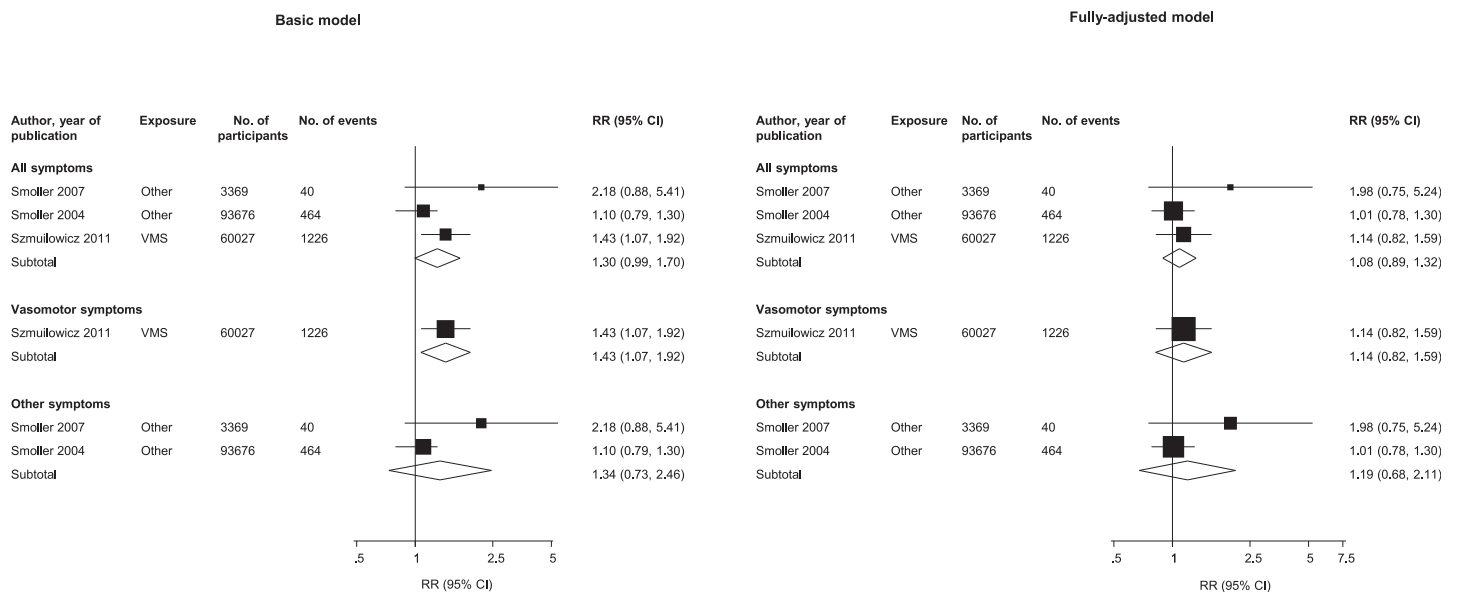 Basic model
Author, year of publication Exposure No. of participants No. of events RR (95% CI)
All symptoms
Smoller 2007 Other 3369 40 2.18 (0.88, 5.41)
Smoller 2004 Other 93676 464 1.10 (0.79, 1.30)
Szmuilowicz 2011 VMS 60027 1226 1.43 (1.07, 1.92)
Subtotal 1.30 (0.99, 1.70)
Vasomotor symptoms
Szmuilowicz 2011 VMS 60027 1226 1.43 (1.07, 1.92)
Subtotal 1.43 (1.07, 1.92)
Other symptoms
Smoller 2007 Other 3369 40 2.18 (0.88, 5.41)
Smoller 2004 Other 93676 464 1.10 (0.79, 1.30)
Subtotal 1.34 (0.73, 2.46)
.5 1 2.5 5
RR (95% CI)
Fully-adjusted model
Author, year of publication Exposure No. of participants No. of events RR (95% CI)
All symptoms
Smoller 2007 Other 3369 40 1.98 (0.75, 5.24)
Smoller 2004 Other 93676 464 1.01 (0.78, 1.30)
Szmuilowicz 2011 VMS 60027 1226 1.14 (0.82, 1.59)
Subtotal 1.08 (0.89, 1.32)
Vasomotor symptoms
Szmuilowicz 2011 VMS 60027 1226 1.14 (0.82, 1.59)
Subtotal 1.14 (0.82, 1.59)
Other symptoms
Smoller 2007 Other 3369 40 1.98 (0.75, 5.24)
Smoller 2004 Other 93676 464 1.01 (0.78, 1.30)
Subtotal 1.19 (0.68, 2.11)
.5 1 2.5 5 7.5
RR (95% CI)